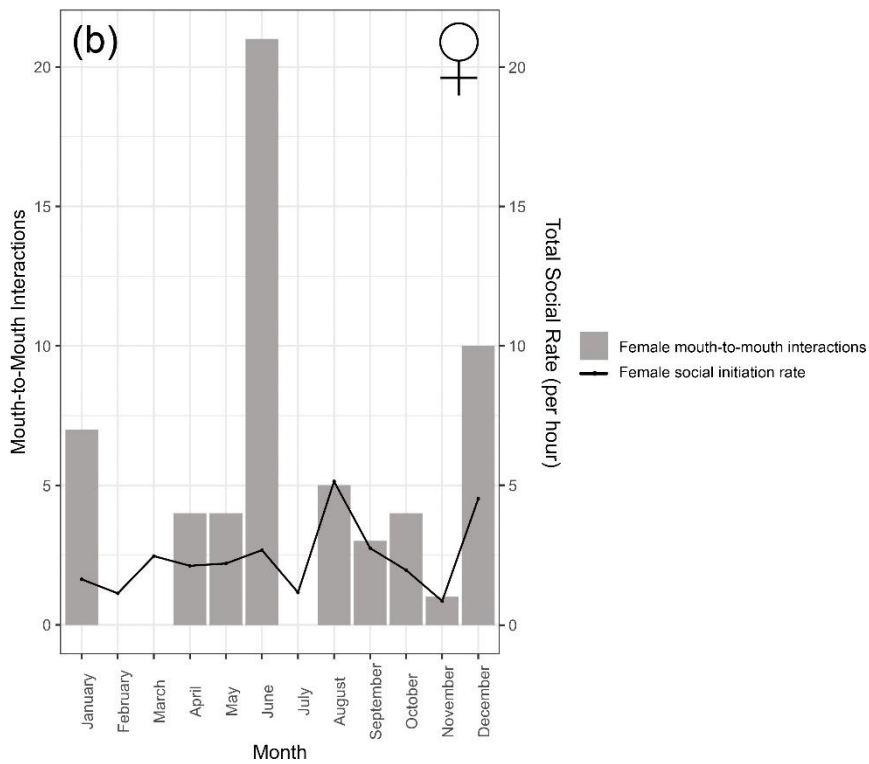 (b)
20
15
10
5
0
Mouth-to-Mouth Interactions
20
15
10
5
0
Total Social Rate (per hour)
January
February
March
April
May
June
July
August
September
October
November
December
Month
Female mouth-to-mouth interactions
Female social initiation rate